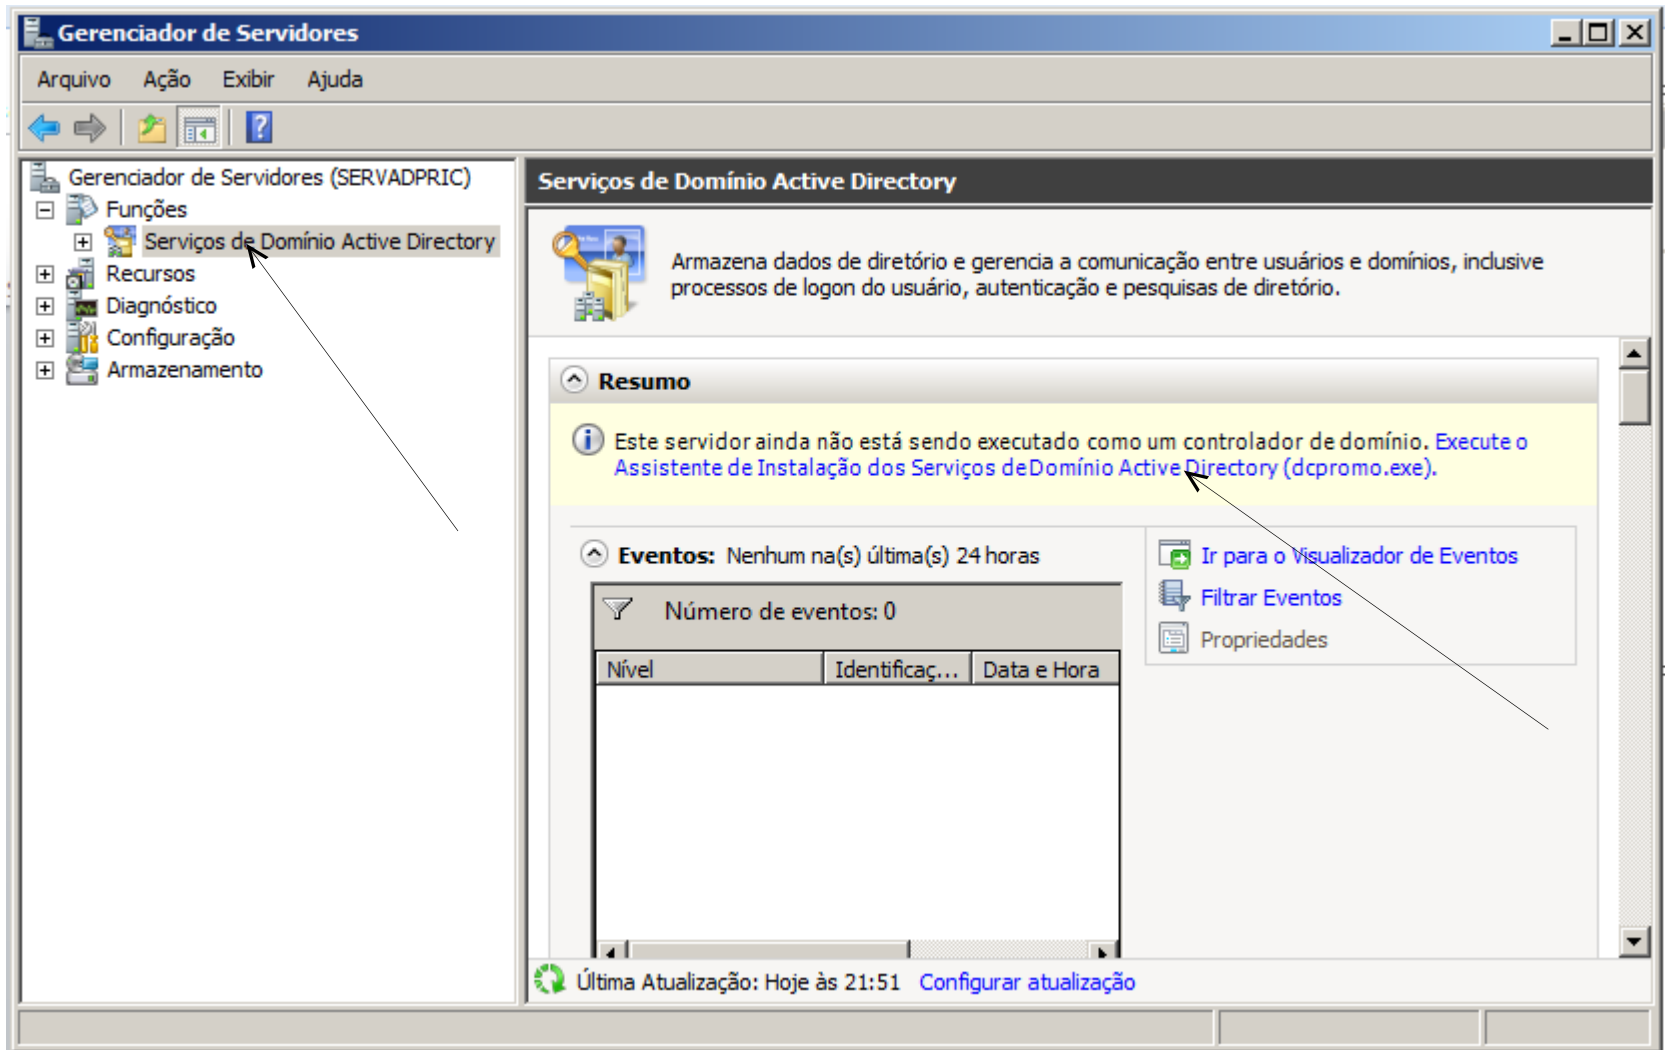 Gerenciador de Servidores
Arquivo Ação Exibir Ajuda
Gerenciador de Servidores (SERVADPRIC)
Funções
Serviços de Domínio Active Directory
Recursos
Diagnóstico
Configuração
Armazenamento
Serviços de Domínio Active Directory
Armazena dados de diretório e gerencia a comunicação entre usuários e domínios, inclusive
processos de logon do usuário, autenticação e pesquisas de diretório.
Resumo
Este servidor ainda não está sendo executado como um controlador de domínio. Execute o
Assistente de Instalação dos Serviços de Domínio Active Directory (dcpromo.exe).
Eventos: Nenhum na(s) última(s) 24 horas
Número de eventos: 0
Nível Identificaç... Data e Hora
Ir para o Visualizador de Eventos
Filtrar Eventos
Propriedades
Última Atualização: Hoje às 21:51 Configurar atualização